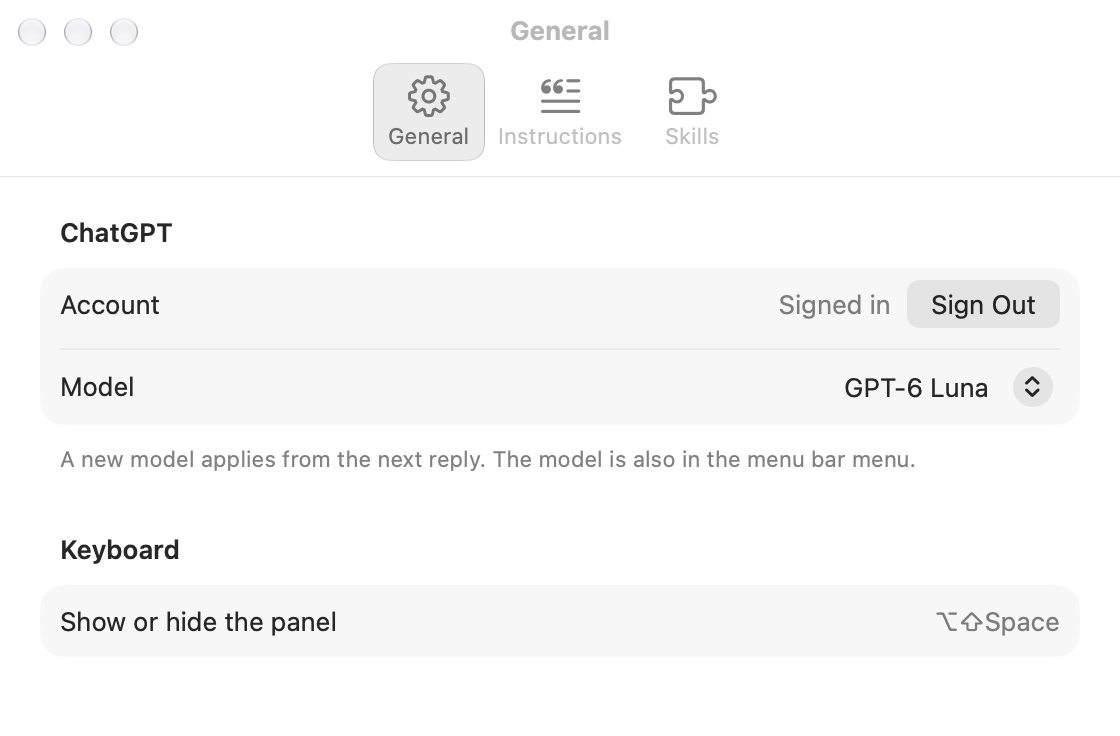 General
General
Instructions
Skills
ChatGPT
Account Signed in Sign Out
Model GPT-6 Luna
A new model applies from the next reply. The model is also in the menu bar menu.
Keyboard
Show or hide the panel ⌥⇧Space